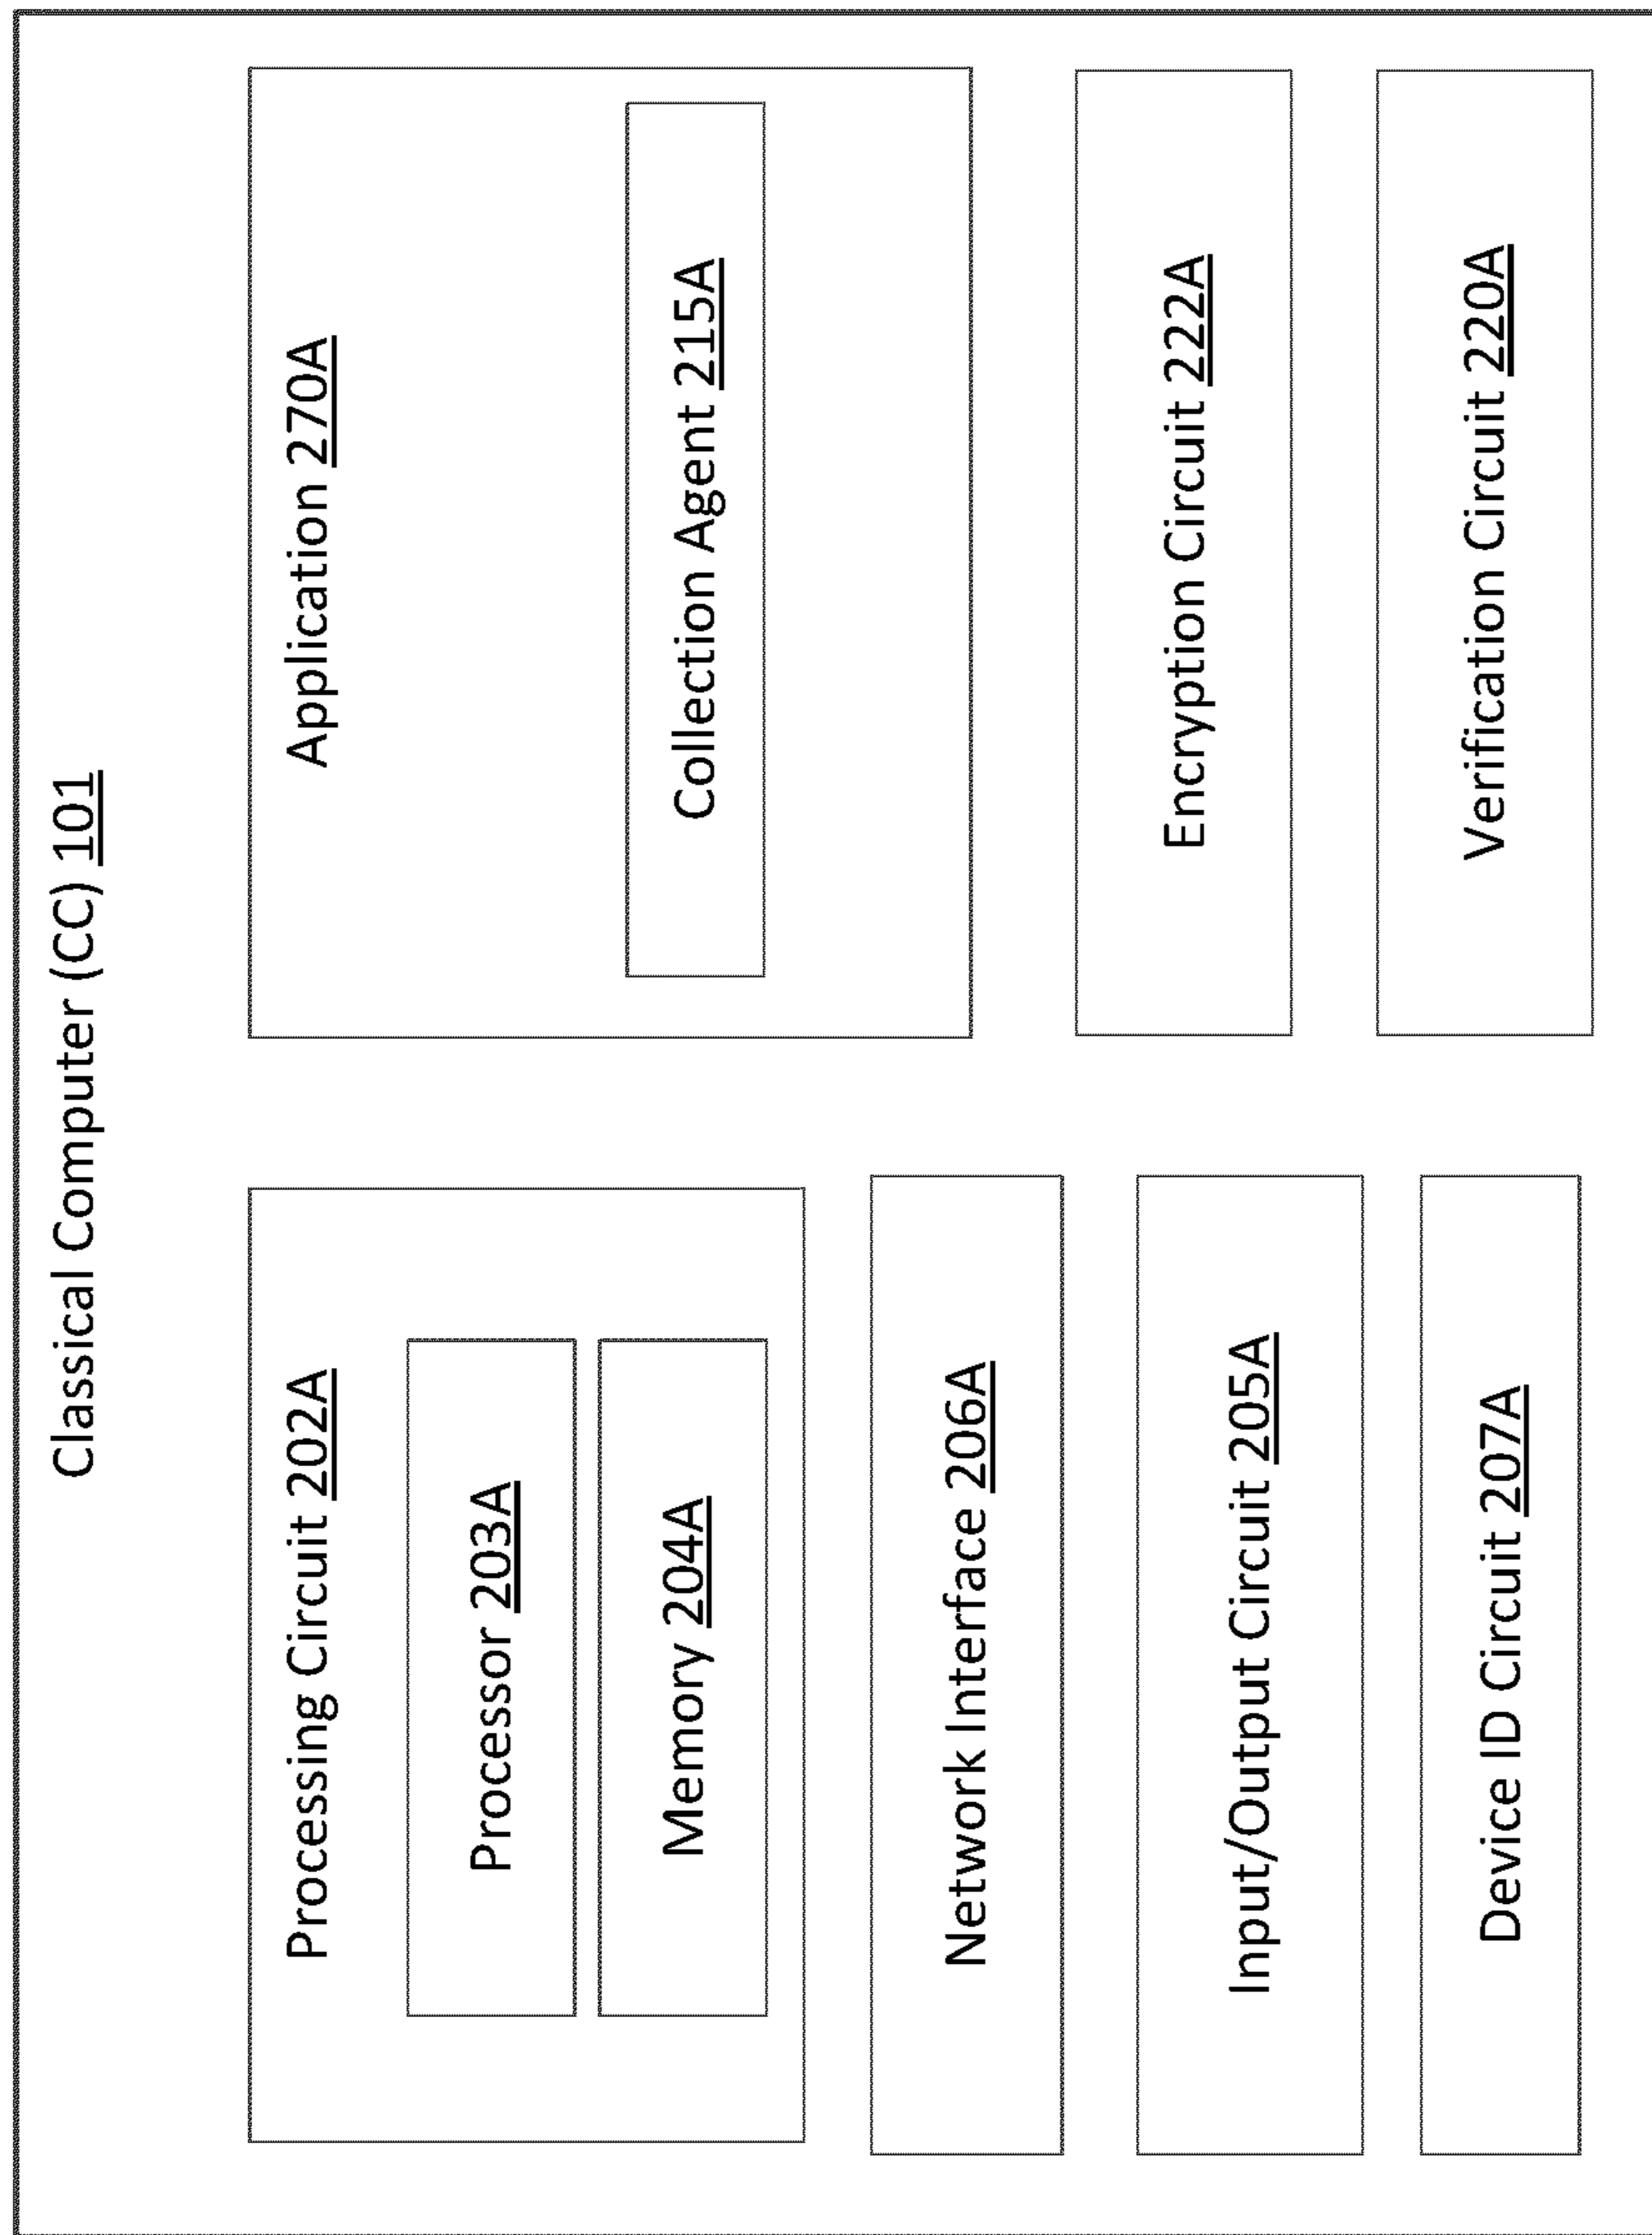 Classical Computer (CC) 101
Processing Circuit 202A
Processor 203A
Memory 204A
Network Interface 206A
Input/Output Circuit 205A
Device ID Circuit 207A
Application 270A
Collection Agent 215A
Encryption Circuit 222A
Verification Circuit 220A